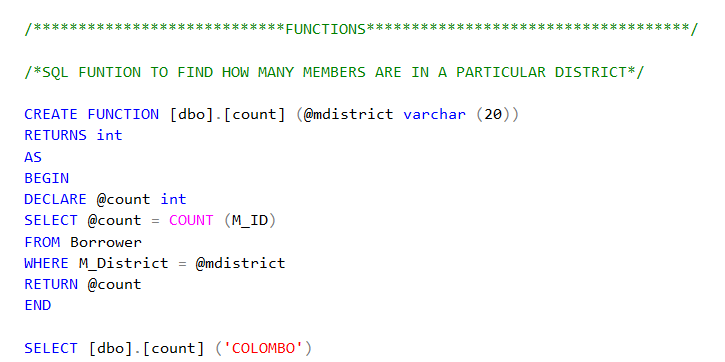 /****************************FUNCTIONS************************************/
/*SQL FUNTION TO FIND HOW MANY MEMBERS ARE IN A PARTICULAR DISTRICT*/
CREATE FUNCTION [dbo].[count] (@mdistrict varchar (20))
RETURNS int
AS
BEGIN
DECLARE @count int
SELECT @count = COUNT (M_ID)
FROM Borrower
WHERE M_District = @mdistrict
RETURN @count
END
SELECT [dbo].[count] ('COLOMBO')